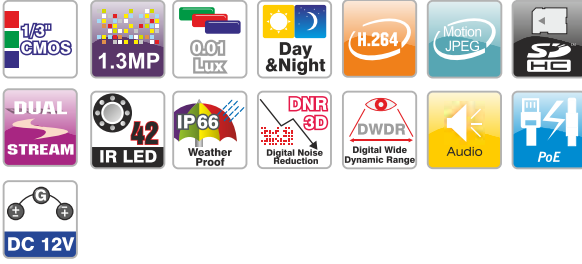 1/3"
CMOS
1.3MP
0.01
Lux
Day
&Night
H.264
Motion
JPEG
SD
HC
DUAL
STREAM
42
IR LED
IP66
Weather
Proof
DNR
3D
Digital Noise
Reduction
DWDR
Digital Wide
Dynamic Range
Audio
PoE
G
DC 12V